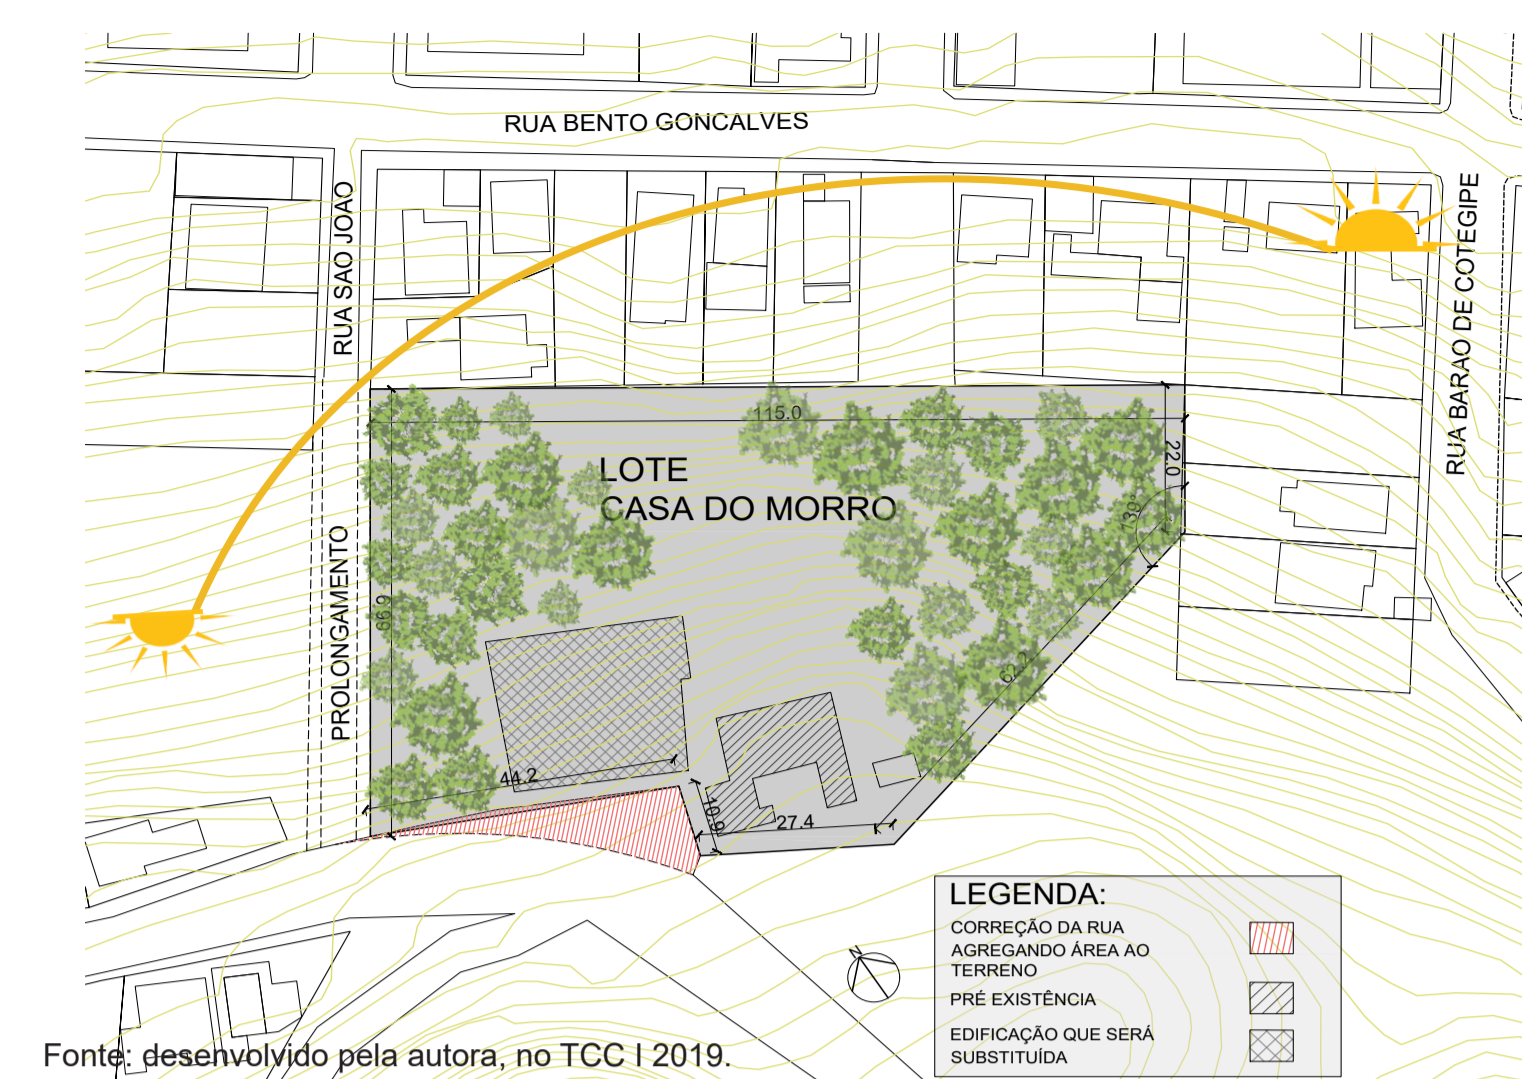 RUA BENTO GONCALVES
RUA SAO JOAO
RUA BARAO DE COTEGIPE
PROLONGAMENTO
115.0
22.0
LOTE
CASA DO MORRO
139°
66.9
62.7
44.2
10.9
27.4
N
LEGENDA:
CORREÇÃO DA RUA
AGREGANDO ÁREA AO
TERRENO
PRÉ EXISTÊNCIA
EDIFICAÇÃO QUE SERÁ
SUBSTITUÍDA
Fonte: desenvolvido pela autora, no TCC I 2019.